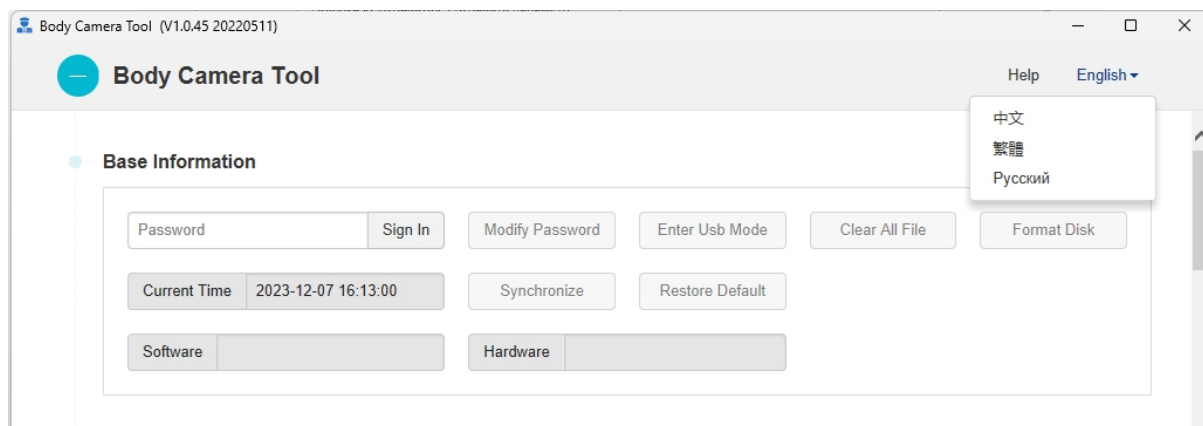 Body Camera Tool (V1.0.45 20220511)
Body Camera Tool
Help English
中文
繁體
Русский
Base Information
Password Sign In Modify Password Enter Usb Mode Clear All File Format Disk
Current Time 2023-12-07 16:13:00 Synchronize Restore Default
Software Hardware